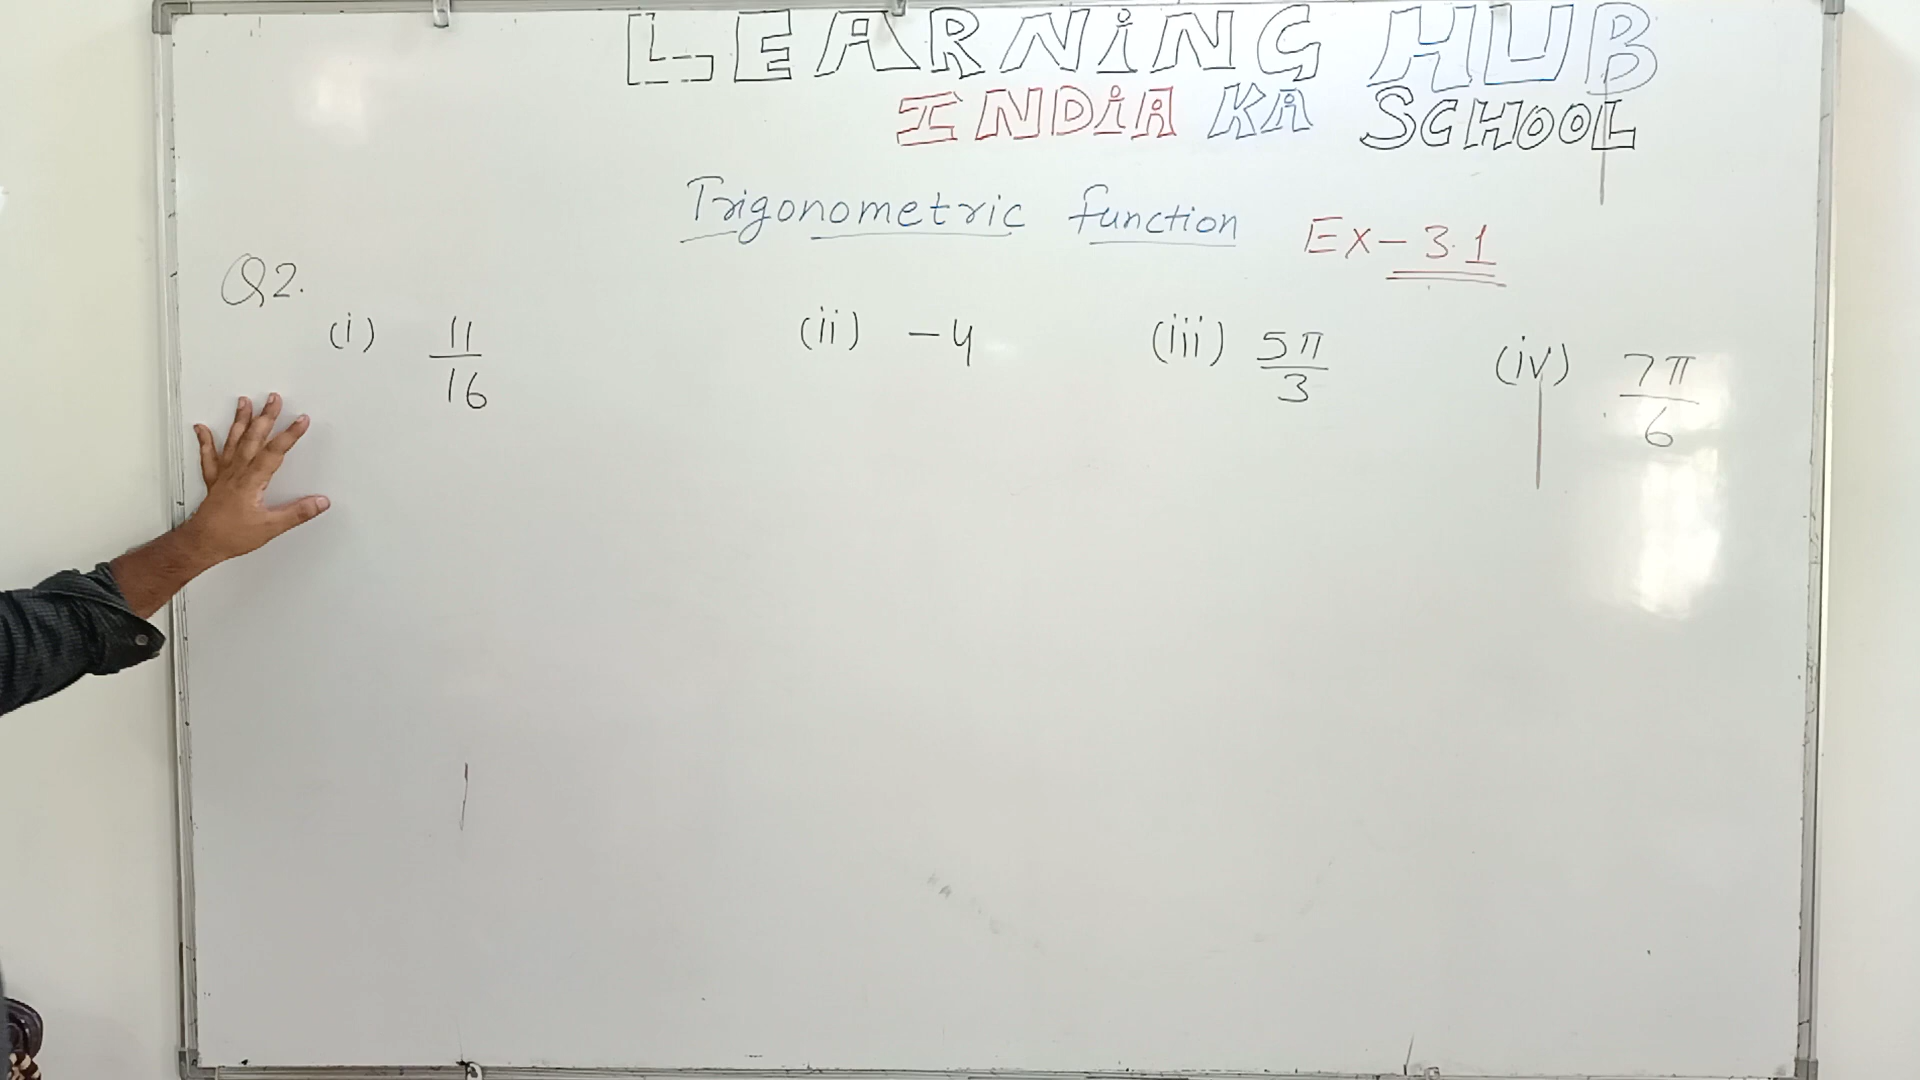 LEARNiNG HUB
INDiA KA SCHOOL
Trigonometric function Ex-3.1
Q2.
(i) 11/16 (ii) -4 (iii) 5π/3 (iv) 7π/6